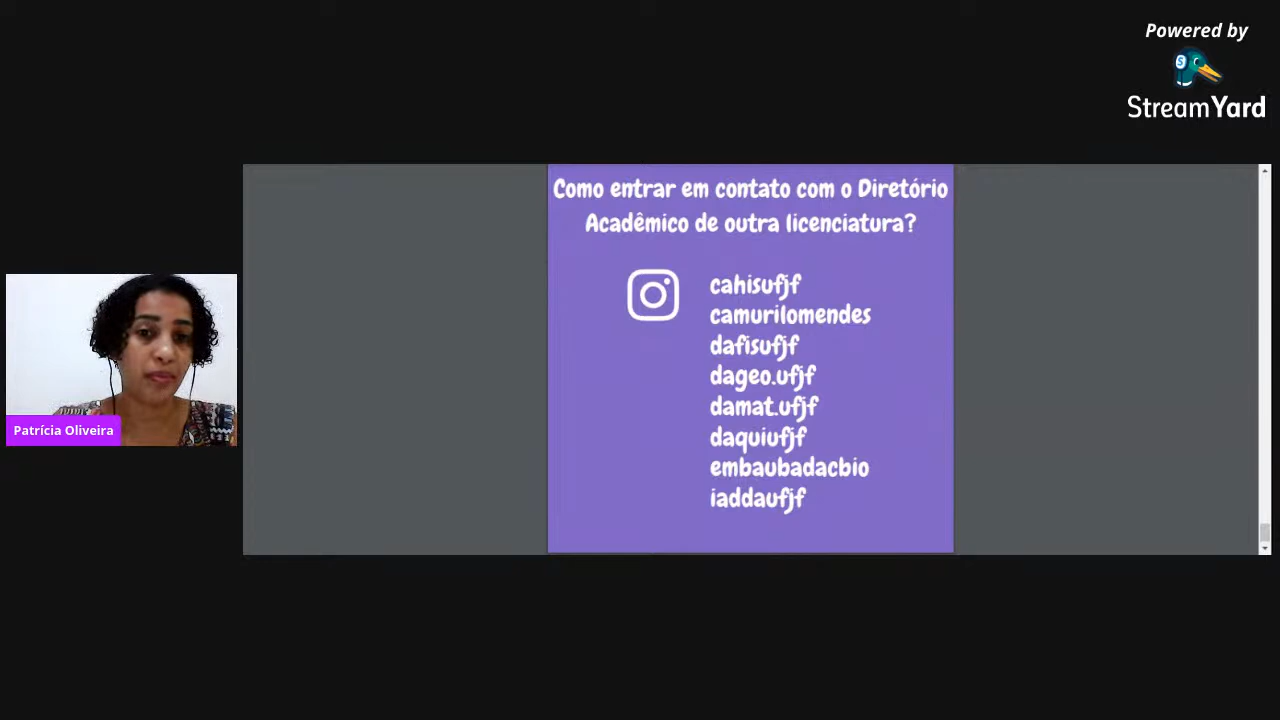 Powered by
StreamYard
Como entrar em contato com o Diretório
Acadêmico de outra licenciatura?
cahisufjf
camurilomendes
dafisufjf
dageo.ufjf
damat.ufjf
daquiufjf
embaubadacbio
iaddaufjf
Patrícia Oliveira